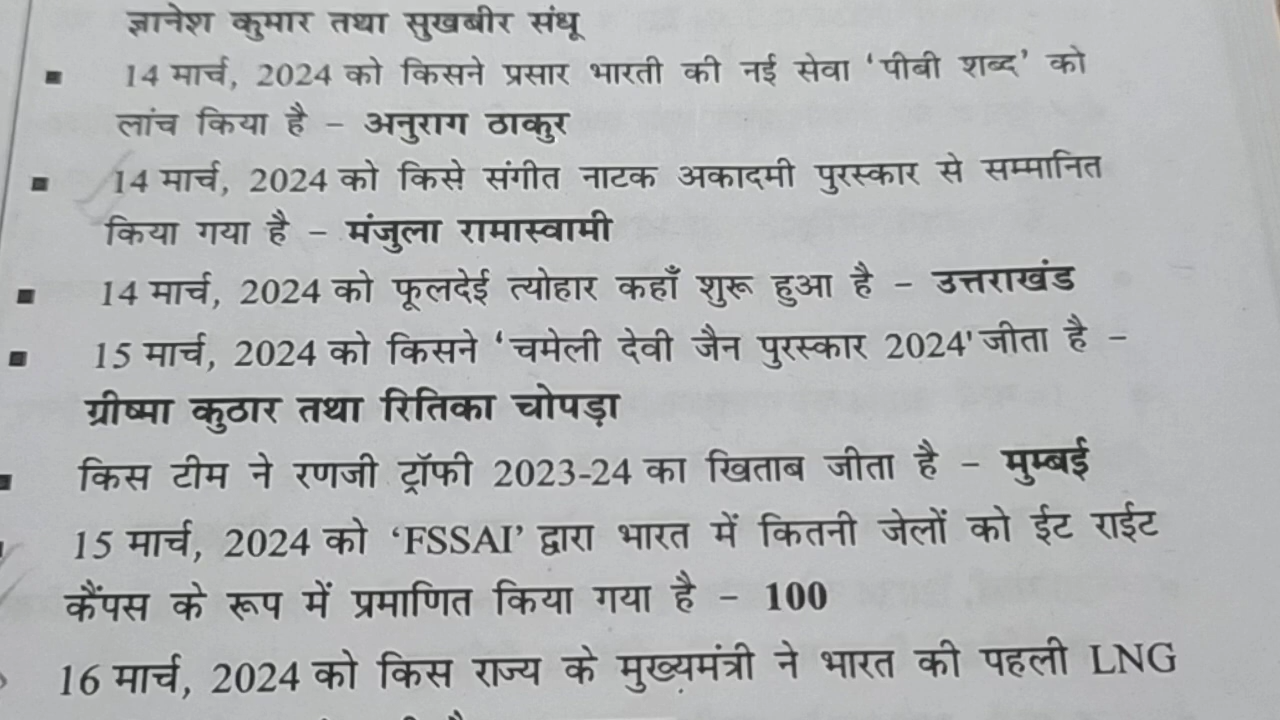 ज्ञानेश कुमार तथा सुखबीर संधू
▪ 14 मार्च, 2024 को किसने प्रसार भारती की नई सेवा ‘पीबी शब्द’ को
लांच किया है – अनुराग ठाकुर
▪ 14 मार्च, 2024 को किसे संगीत नाटक अकादमी पुरस्कार से सम्मानित
किया गया है – मंजुला रामास्वामी
▪ 14 मार्च, 2024 को फूलदेई त्योहार कहाँ शुरू हुआ है – उत्तराखंड
▪ 15 मार्च, 2024 को किसने ‘चमेली देवी जैन पुरस्कार 2024' जीता है –
ग्रीष्मा कुठार तथा रितिका चोपड़ा
▪ किस टीम ने रणजी ट्रॉफी 2023-24 का खिताब जीता है – मुम्बई
15 मार्च, 2024 को ‘FSSAI’ द्वारा भारत में कितनी जेलों को ईट राईट
कैंपस के रूप में प्रमाणित किया गया है – 100
16 मार्च, 2024 को किस राज्य के मुख्यमंत्री ने भारत की पहली LNG